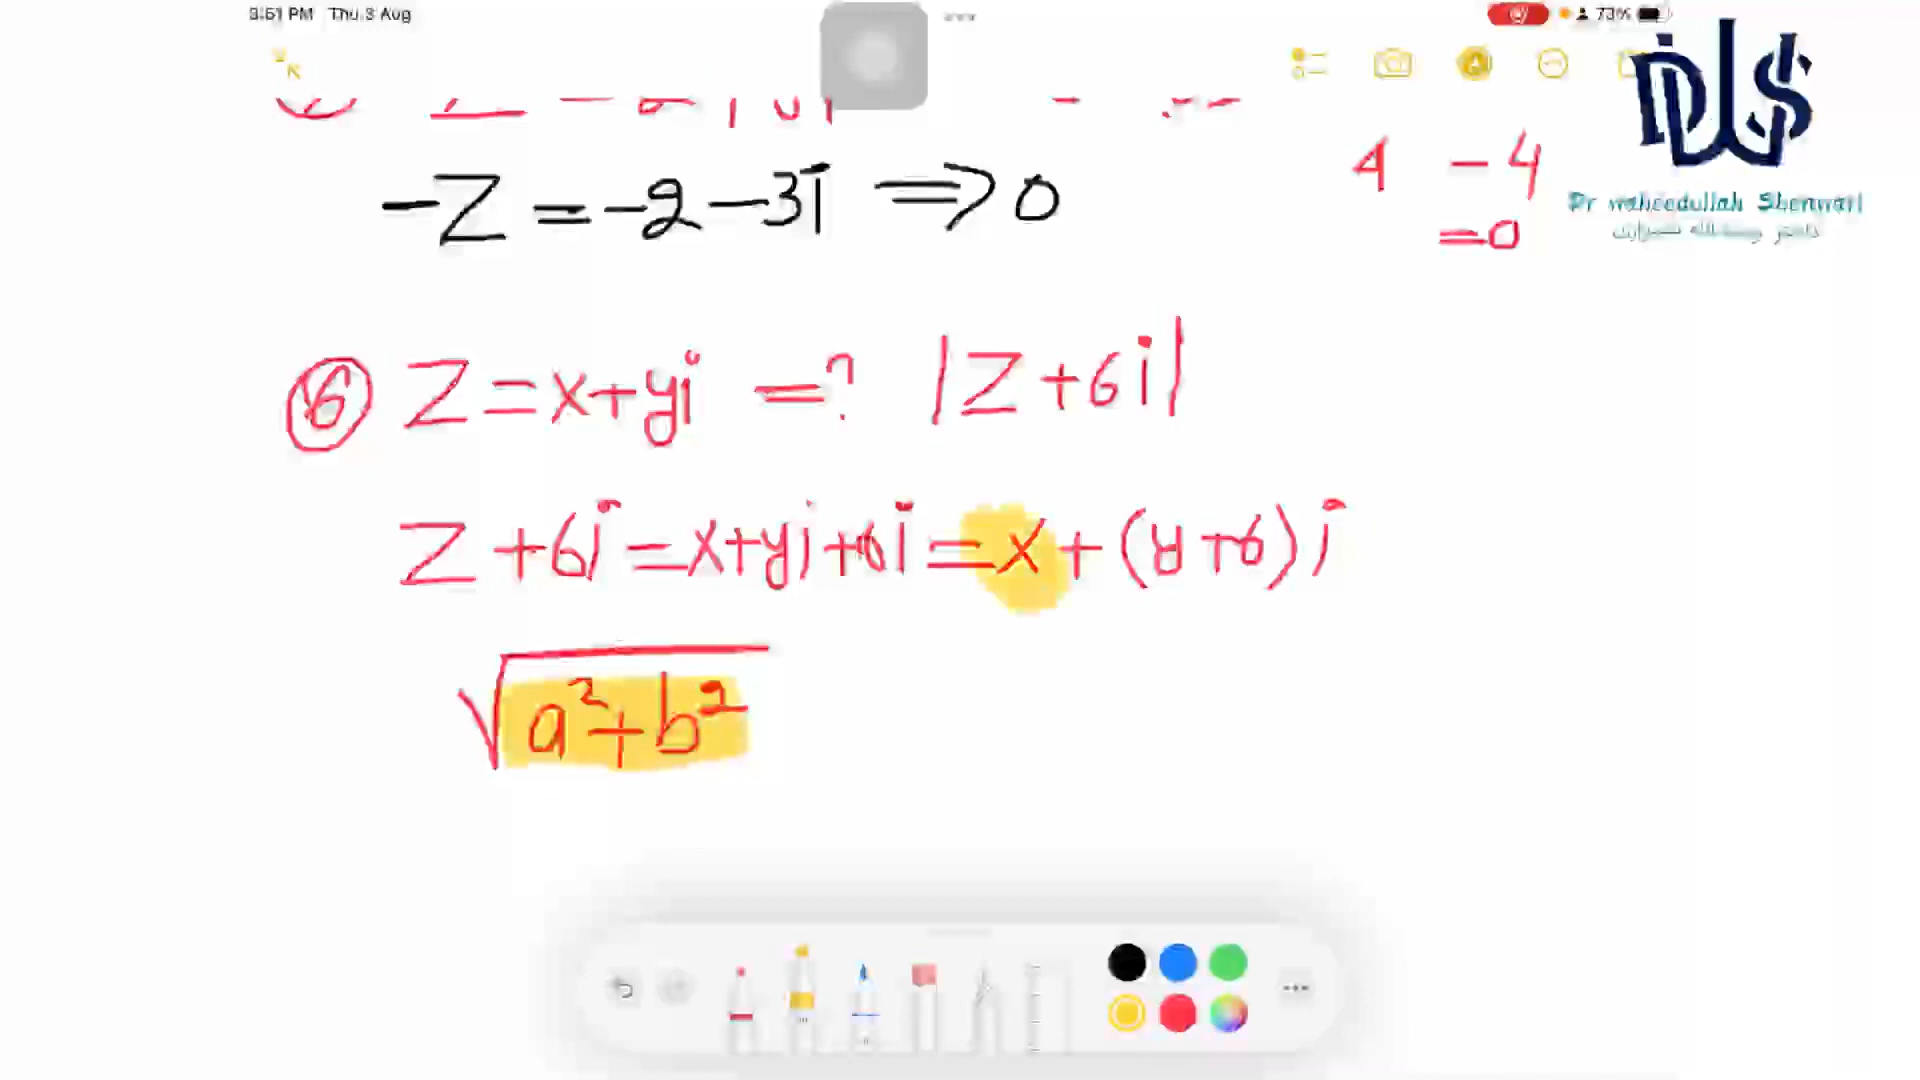 3:51 PM Thu 3 Aug
73%
4 - 4
= 0
-Z = -2 - 3i ⇒ 0
Dr waheedullah Shenwari
⑥ Z = x + yi = ? |Z + 6i|
Z + 6i = x + yi + 6i = x + (y + 6) i
√a² + b²